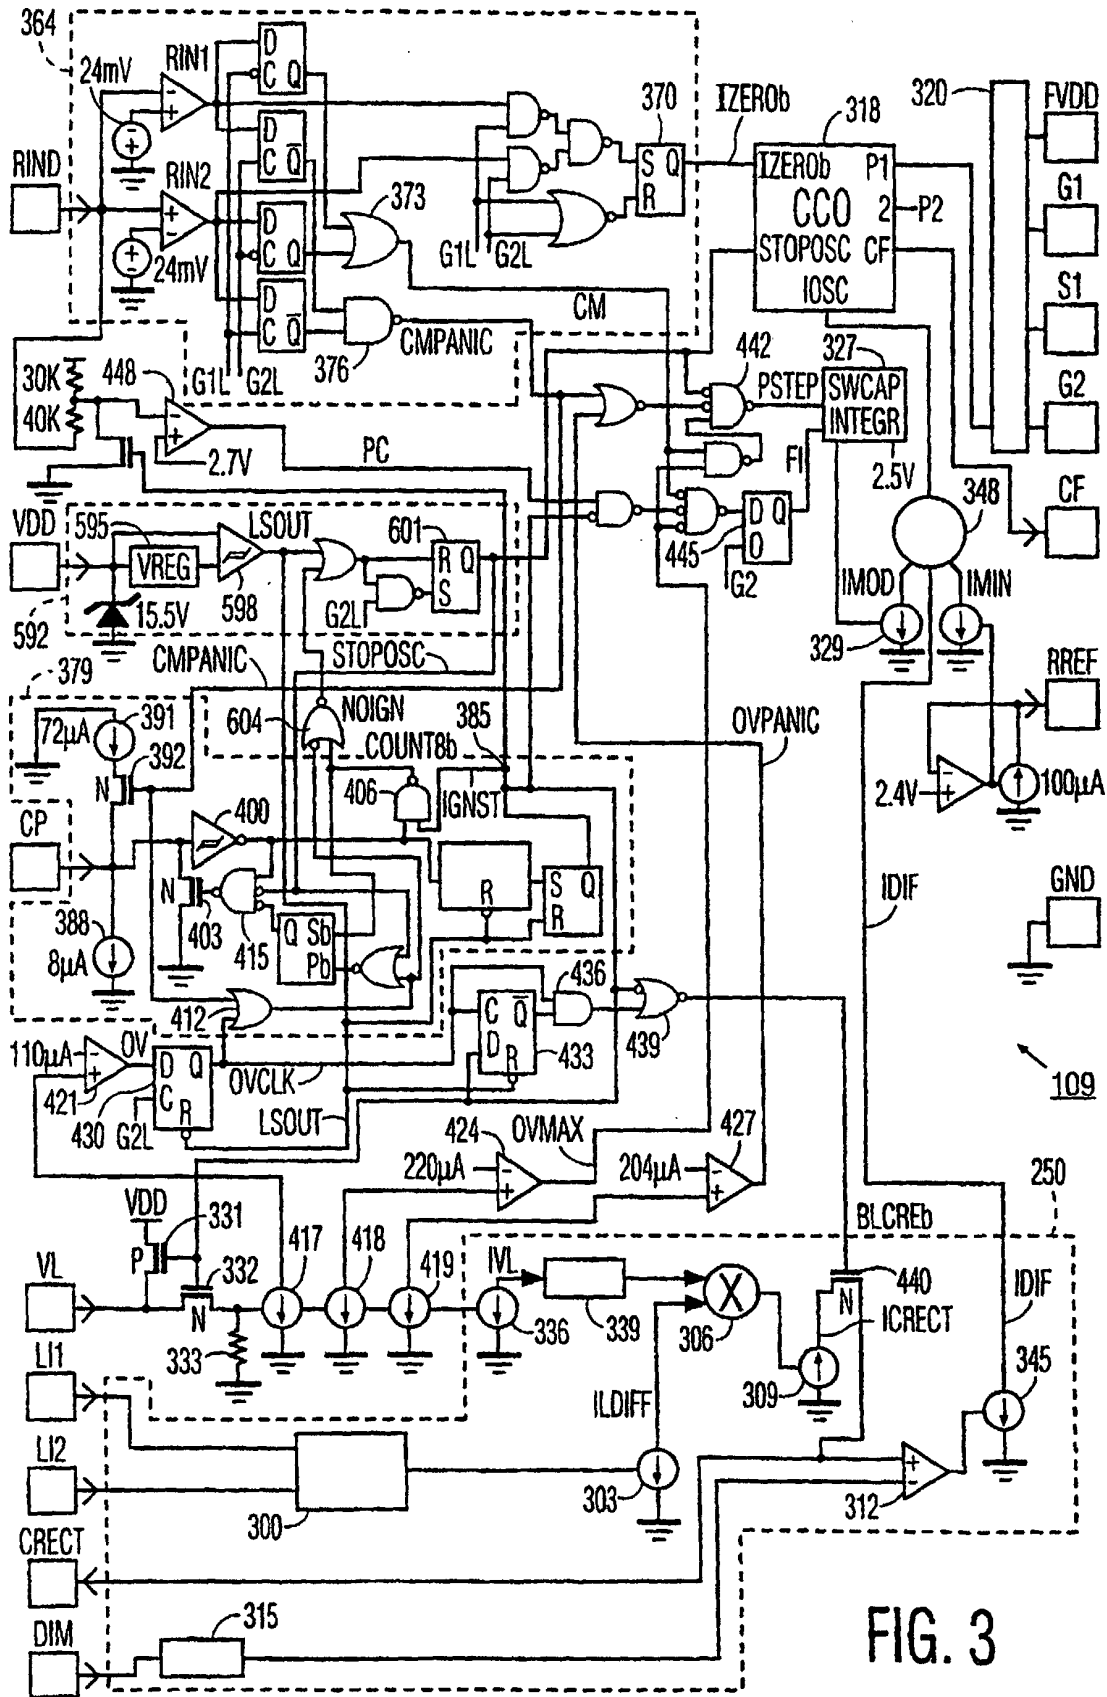 364
24mV
RIN1
D
C Q
D
C Q̅
RIND
RIN2
24mV
D
C Q
D
C Q̅
373
376
G1L G2L
G1L G2L
370
S Q
R
IZEROb
318
IZEROb P1
CCO
2
P2
STOPOSC CF
IOSC
320
FVDD
G1
S1
G2
CF
CM
CMPANIC
442
327
PSTEP
SWCAP
INTEGR
2.5V
FI
348
30K
40K
448
2.7V
PC
445
D Q
G2
IMOD
IMIN
329
VDD
595
VREG
LSOUT
598
15.5V
592
601
R Q
S
G2L
STOPOSC
CMPANIC
RREF
2.4V
100µA
379
72µA
391
392
N
604
NOIGN
COUNT8b
385
IGNST
406
OVPANIC
CP
400
N
403
415
Q Sb
Rb
R
S Q
R
388
8µA
412
IDIF
GND
436
C Q̅
D
R
433
439
110µA
OV
421
D Q
C
R
430
G2L
OVCLK
LSOUT
424
OVMAX
220µA
204µA
427
109
250
BLCREb
VDD
331
P
332
N
VL
333
417
418
419
IVL
336
339
306
440
N
ICRECT
309
IDIF
345
LI1
LI2
300
ILDIFF
303
312
CRECT
DIM
315
FIG. 3